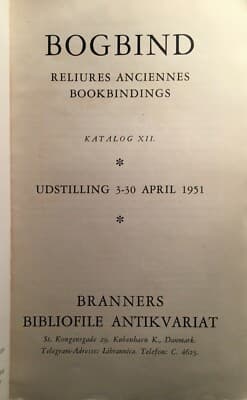 BOGBIND
RELIURES ANCIENNES
BOOKBINDINGS
KATALOG XII.
*
UDSTILLING 3-30 APRIL 1951
*
BRANNERS
BIBLIOFILE ANTIKVARIAT
St. Kongensgade 29. København K., Danmark.
Telegram-Adresse: Librannica. Telefon: C. 4625.